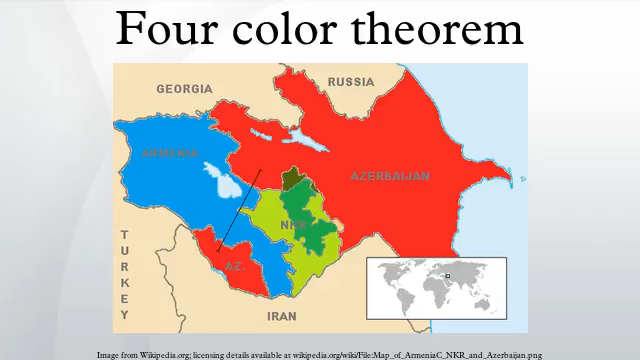 Four color theorem
GEORGIA
RUSSIA
ARMENIA
AZERBAIJAN
NKR
T
U
R
K
E
Y
AZ.
IRAN
Image from Wikipedia.org; licensing details available at wikipedia.org/wiki/File:Map_of_ArmeniaC_NKR_and_Azerbaijan.png